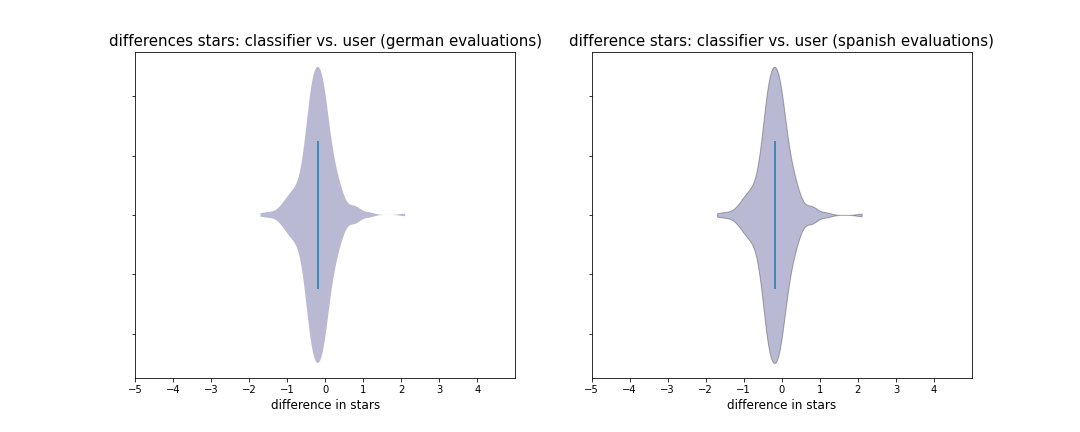 differences stars: classifier vs. user (german evaluations)
−5 −4 −3 −2 −1 0 1 2 3 4
difference in stars
difference stars: classifier vs. user (spanish evaluations)
−5 −4 −3 −2 −1 0 1 2 3 4
difference in stars